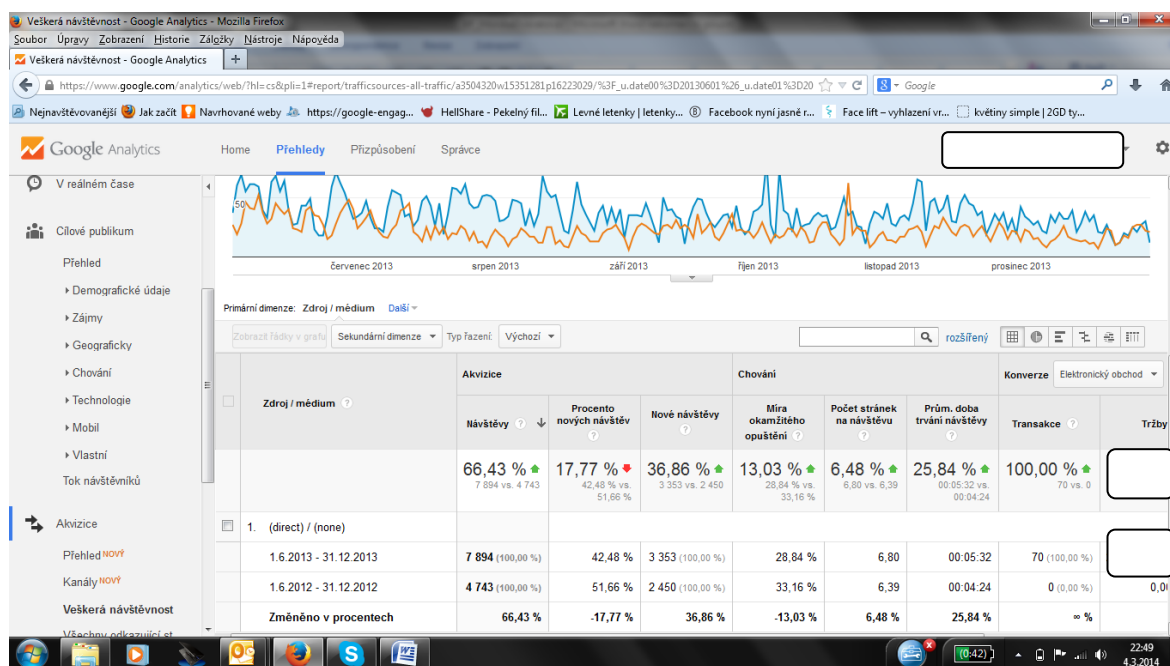 Veškerá návštěvnost - Google Analytics - Mozilla Firefox
Soubor Úpravy Zobrazení Historie Záložky Nástroje Nápověda
Veškerá návštěvnost - Google Analytics
https://www.google.com/analytics/web/?hl=cs&pli=1#report/trafficsources-all-traffic/a3504320w15351281p16223029/%3F_u.date00%3D20130601%26_u.date01%3D20
Google
Nejnavštěvovanější Jak začít Navrhované weby https://google-engag... HellShare - Pekelný fil... Levné letenky | letenky... Facebook nyní jasně r... Face lift – vyhlazení vr... květiny simple | 2GD ty...
Google Analytics Home Přehledy Přizpůsobení Správce
V reálném čase
Cílové publikum
Přehled
Demografické údaje
Zájmy
Geograficky
Chování
Technologie
Mobil
Vlastní
Tok návštěvníků
Akvizice
Přehled NOVÝ
Kanály NOVÝ
Veškerá návštěvnost
Všechny odkazující st
50
červenec 2013 srpen 2013 září 2013 říjen 2013 listopad 2013 prosinec 2013
Primární dimenze: Zdroj / médium Další
Zobrazit řádky v grafu Sekundární dimenze Typ řazení: Výchozí rozšířený
Akvizice Chování Konverze Elektronický obchod
Zdroj / médium ? Návštěvy ? Procento nových návštěv ? Nové návštěvy ? Míra okamžitého opuštění ? Počet stránek na návštěvu ? Prům. doba trvání návštěvy ? Transakce ? Tržby
66,43 % 17,77 % 36,86 % 13,03 % 6,48 % 25,84 % 100,00 %
7 894 vs. 4 743 42,48 % vs. 51,66 % 3 353 vs. 2 450 28,84 % vs. 33,16 % 6,80 vs. 6,39 00:05:32 vs. 00:04:24 70 vs. 0
1. (direct) / (none)
1.6.2013 - 31.12.2013 7 894 (100,00 %) 42,48 % 3 353 (100,00 %) 28,84 % 6,80 00:05:32 70 (100,00 %)
1.6.2012 - 31.12.2012 4 743 (100,00 %) 51,66 % 2 450 (100,00 %) 33,16 % 6,39 00:04:24 0 (0,00 %) 0,0
Změněno v procentech 66,43 % -17,77 % 36,86 % -13,03 % 6,48 % 25,84 % ∞ %
(0:42) 22:49
4.3.2014